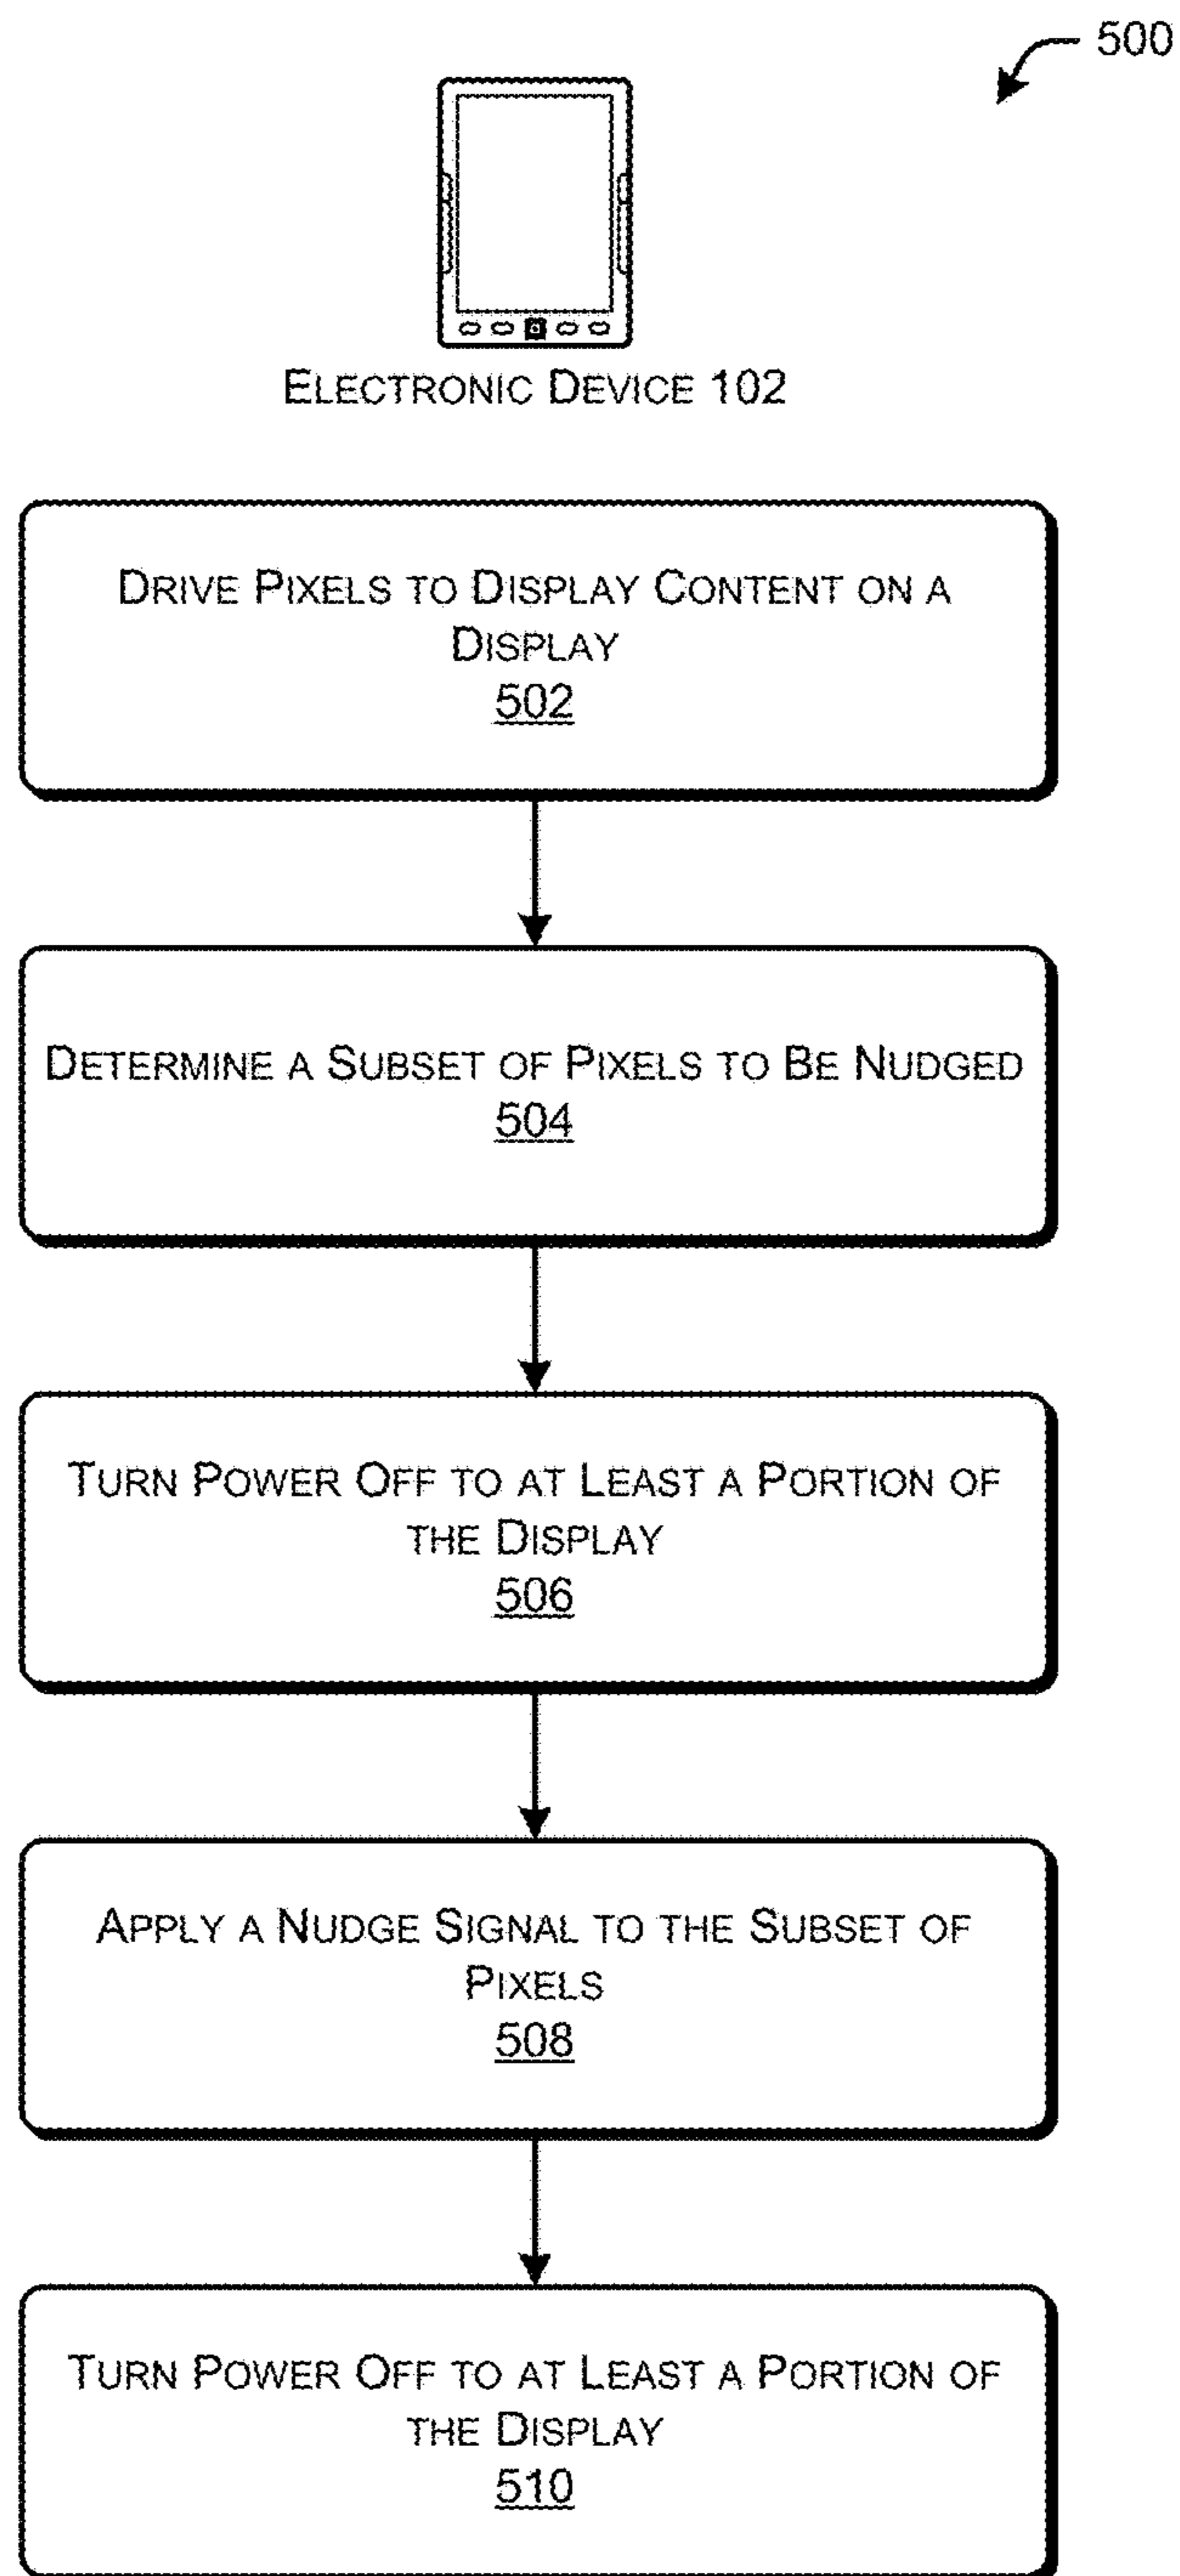 500
ELECTRONIC DEVICE 102
DRIVE PIXELS TO DISPLAY CONTENT ON A
DISPLAY
502
DETERMINE A SUBSET OF PIXELS TO BE NUDGED
504
TURN POWER OFF TO AT LEAST A PORTION OF
THE DISPLAY
506
APPLY A NUDGE SIGNAL TO THE SUBSET OF
PIXELS
508
TURN POWER OFF TO AT LEAST A PORTION OF
THE DISPLAY
510